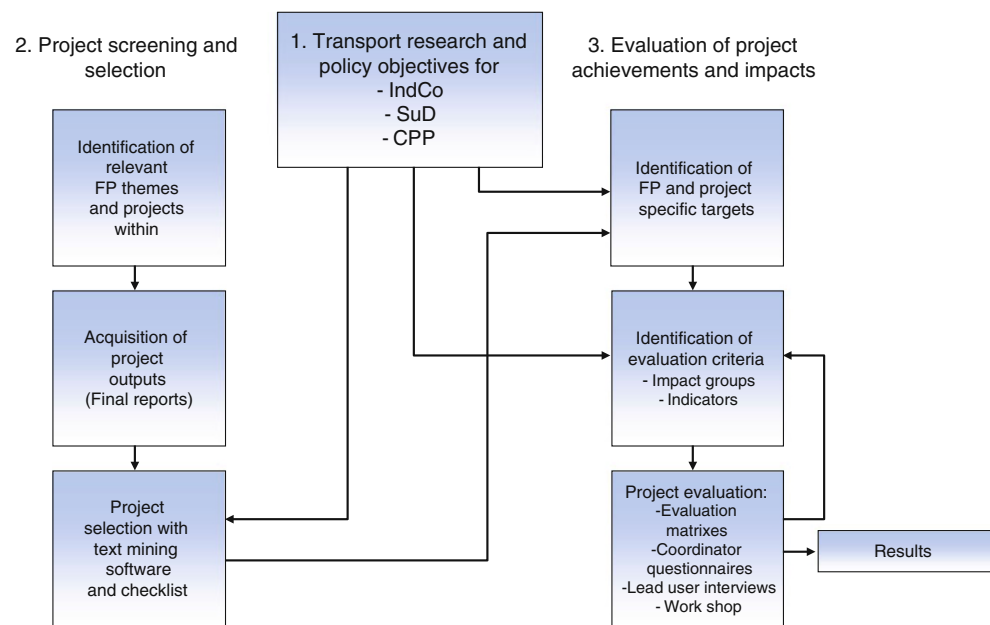 2. Project screening and
selection
Identification of
relevant
FP themes
and projects
within
Acquisition of
project
outputs
(Final reports)
Project
selection with
text mining
software
and checklist
1. Transport research and
policy objectives for
- IndCo
- SuD
- CPP
3. Evaluation of project
achievements and impacts
Identification of
FP and project
specific targets
Identification of
evaluation criteria
- Impact groups
- Indicators
Project evaluation:
-Evaluation
matrixes
-Coordinator
questionnaires
-Lead user interviews
- Work shop
Results